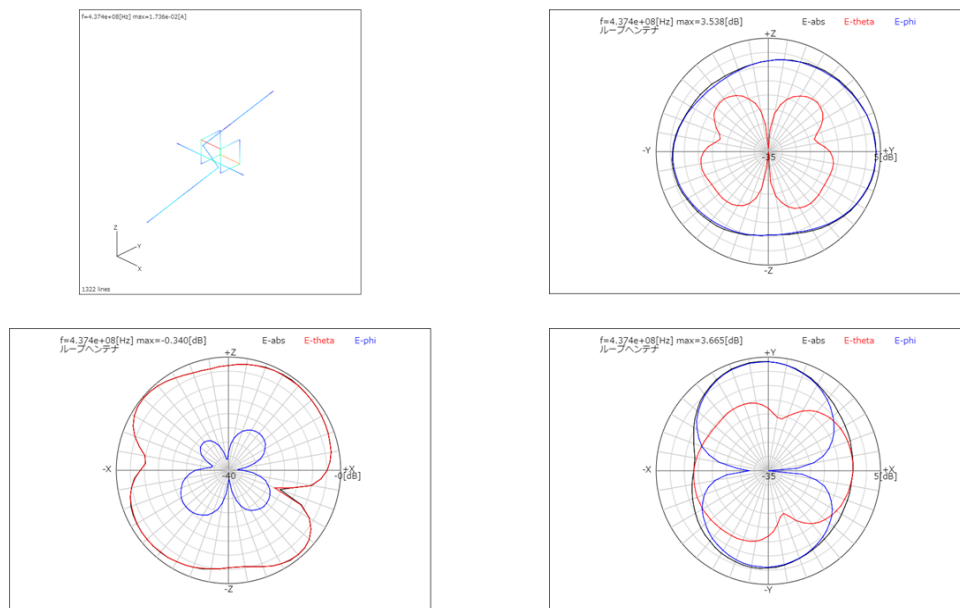 f=4.374e+08[Hz] max=1.736e-02[A]
Z
Y
X
1322 lines
f=4.374e+08[Hz] max=3.538[dB] E-abs E-theta E-phi
ループヘンテナ
+Z
-Y
+Y
-35
5[dB]
-Z
f=4.374e+08[Hz] max=-0.340[dB] E-abs E-theta E-phi
ループヘンテナ
+Z
-X
+X
-40
-0[dB]
-Z
f=4.374e+08[Hz] max=3.665[dB] E-abs E-theta E-phi
ループヘンテナ
+Y
-X
+X
-35
5[dB]
-Y